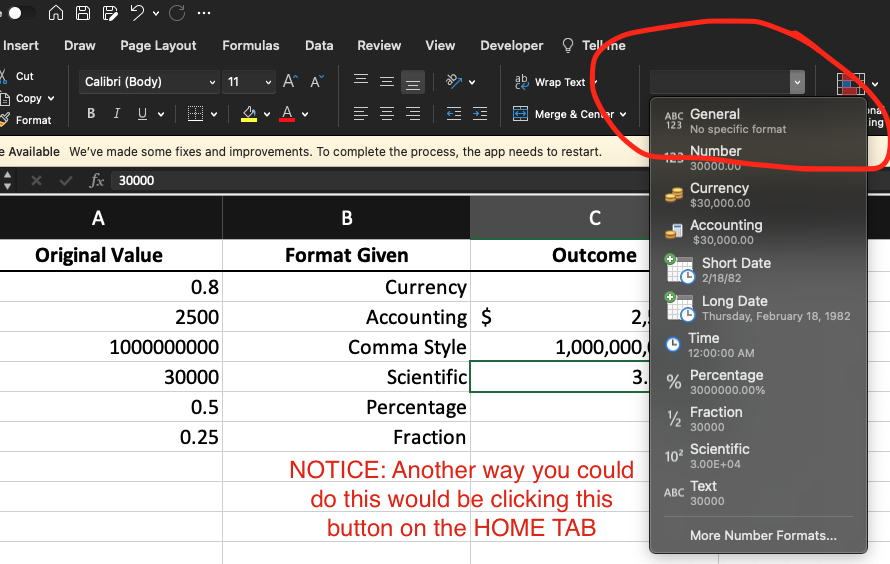 Insert Draw Page Layout Formulas Data Review View Developer Tell me
Cut
Calibri (Body) 11 A A
Wrap Text
Copy
Format
B I U A
Merge & Center
Available We've made some fixes and improvements. To complete the process, the app needs to restart.
fx 30000
A B C
Original Value Format Given Outcome
0.8 Currency
2500 Accounting $ 2,
1000000000 Comma Style 1,000,000,
30000 Scientific 3.
0.5 Percentage
0.25 Fraction
NOTICE: Another way you could
do this would be clicking this
button on the HOME TAB
ABC 123 General
No specific format
123 Number
30000.00
Currency
$30,000.00
Accounting
$30,000.00
Short Date
2/18/82
Long Date
Thursday, February 18, 1982
Time
12:00:00 AM
% Percentage
3000000.00%
½ Fraction
30000
10² Scientific
3.00E+04
ABC Text
30000
More Number Formats...